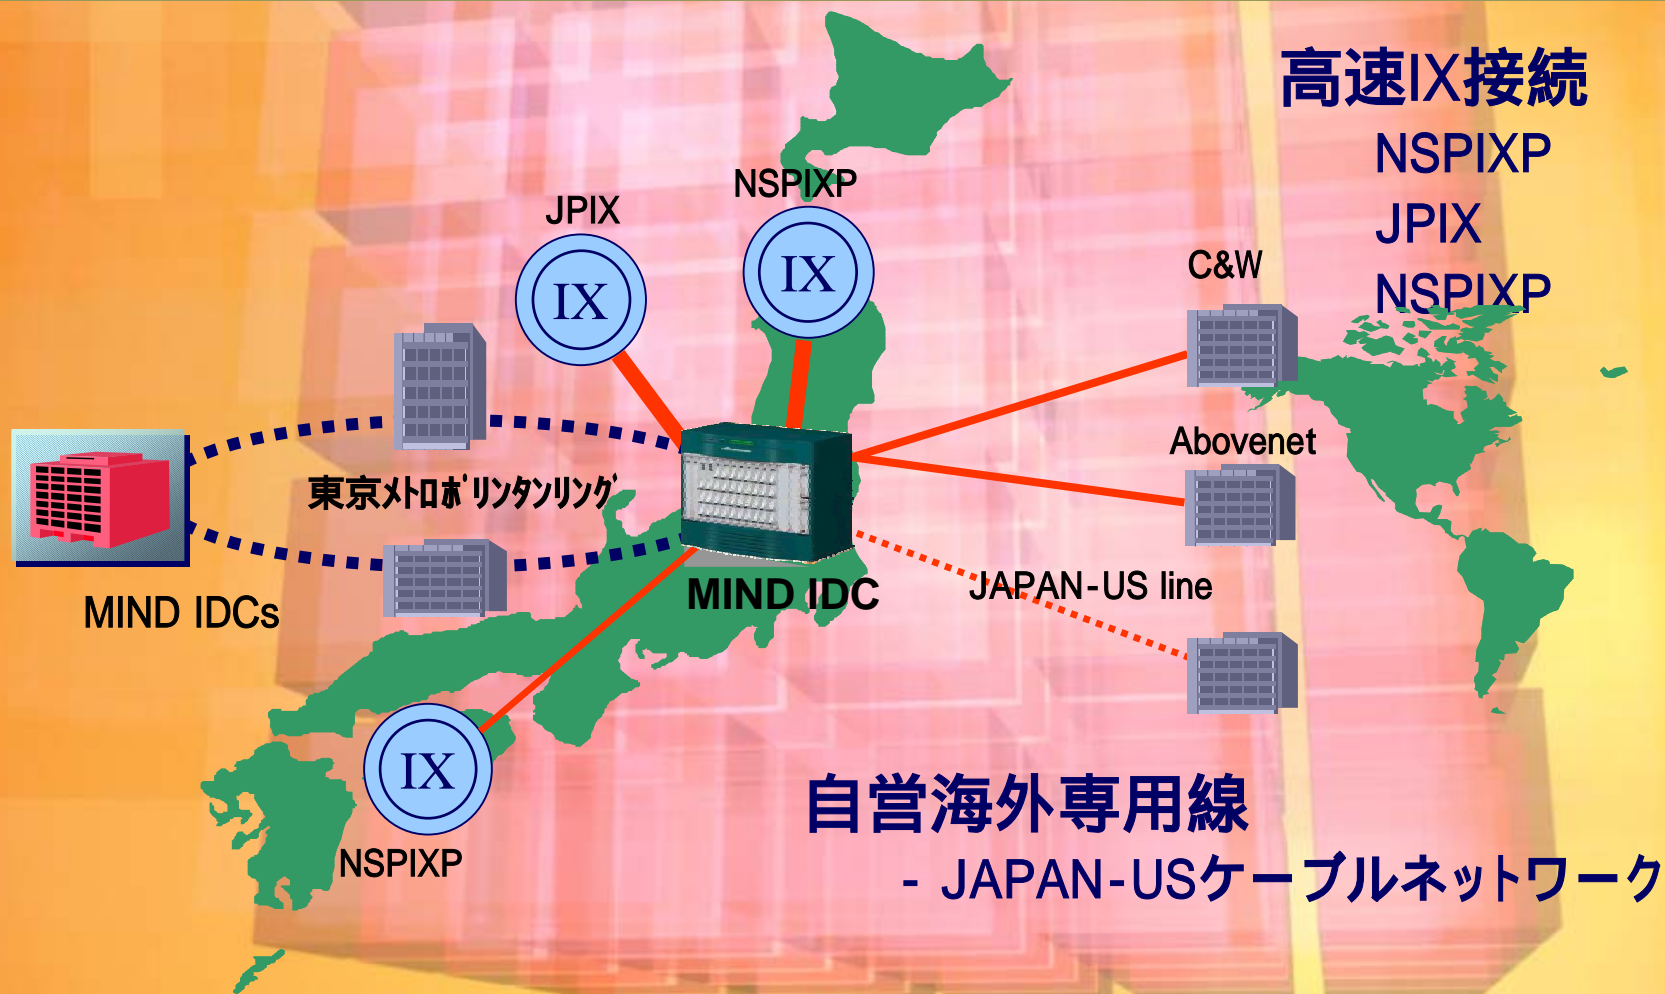 高速IX接続
NSPIXP
JPIX
NSPIXP
NSPIXP
JPIX
IX
IX
C&W
Abovenet
東京ﾒﾄﾛﾎﾟﾘﾝﾀﾝﾘﾝｸﾞ
MIND IDCs
MIND IDC
JAPAN-US line
IX
NSPIXP
自営海外専用線
- JAPAN-USケーブルネットワーク